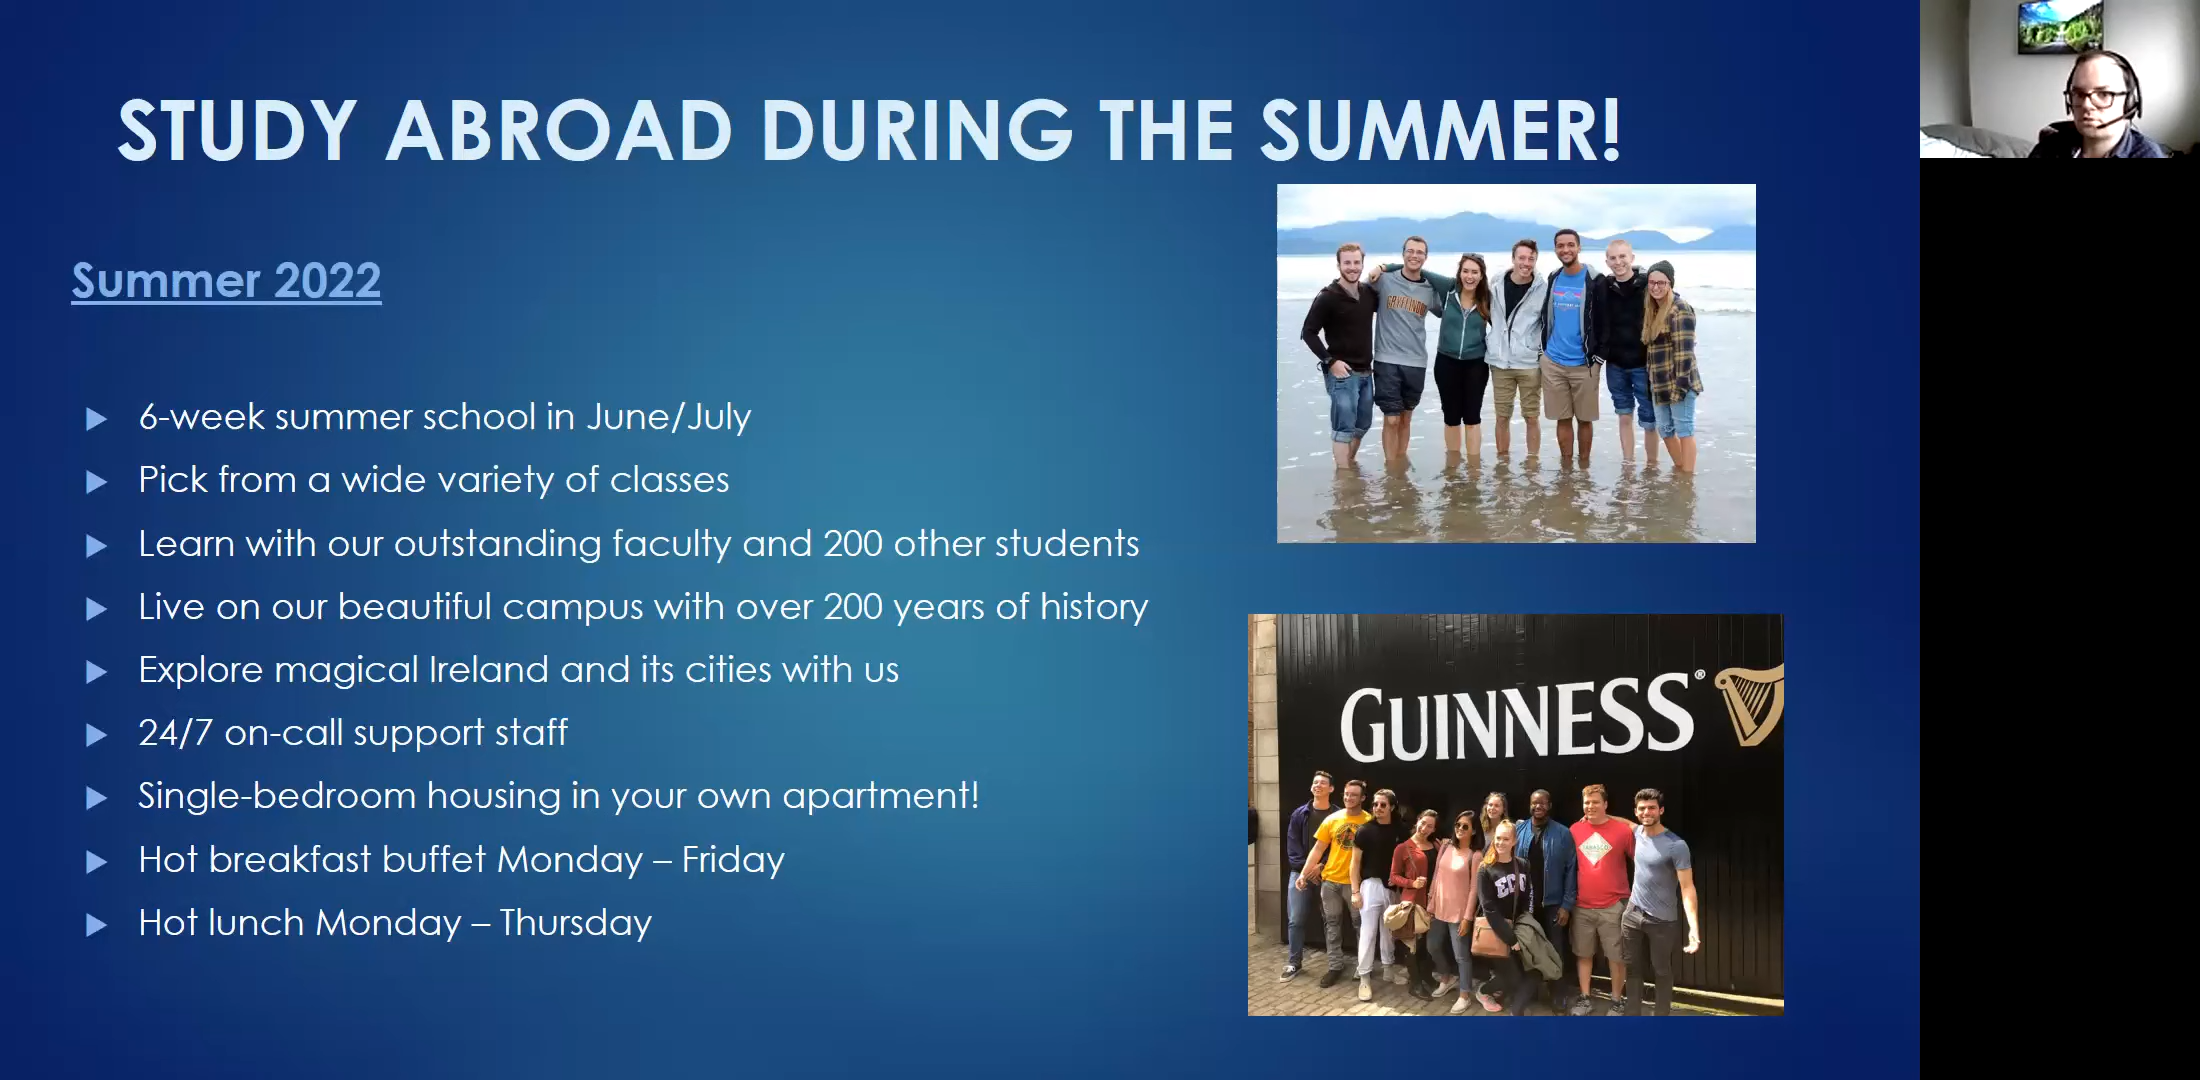 STUDY ABROAD DURING THE SUMMER!
Summer 2022
6-week summer school in June/July
Pick from a wide variety of classes
Learn with our outstanding faculty and 200 other students
Live on our beautiful campus with over 200 years of history
Explore magical Ireland and its cities with us
24/7 on-call support staff
Single-bedroom housing in your own apartment!
Hot breakfast buffet Monday – Friday
Hot lunch Monday – Thursday
GRYFFINDOR
GUINNESS®
TABASCO